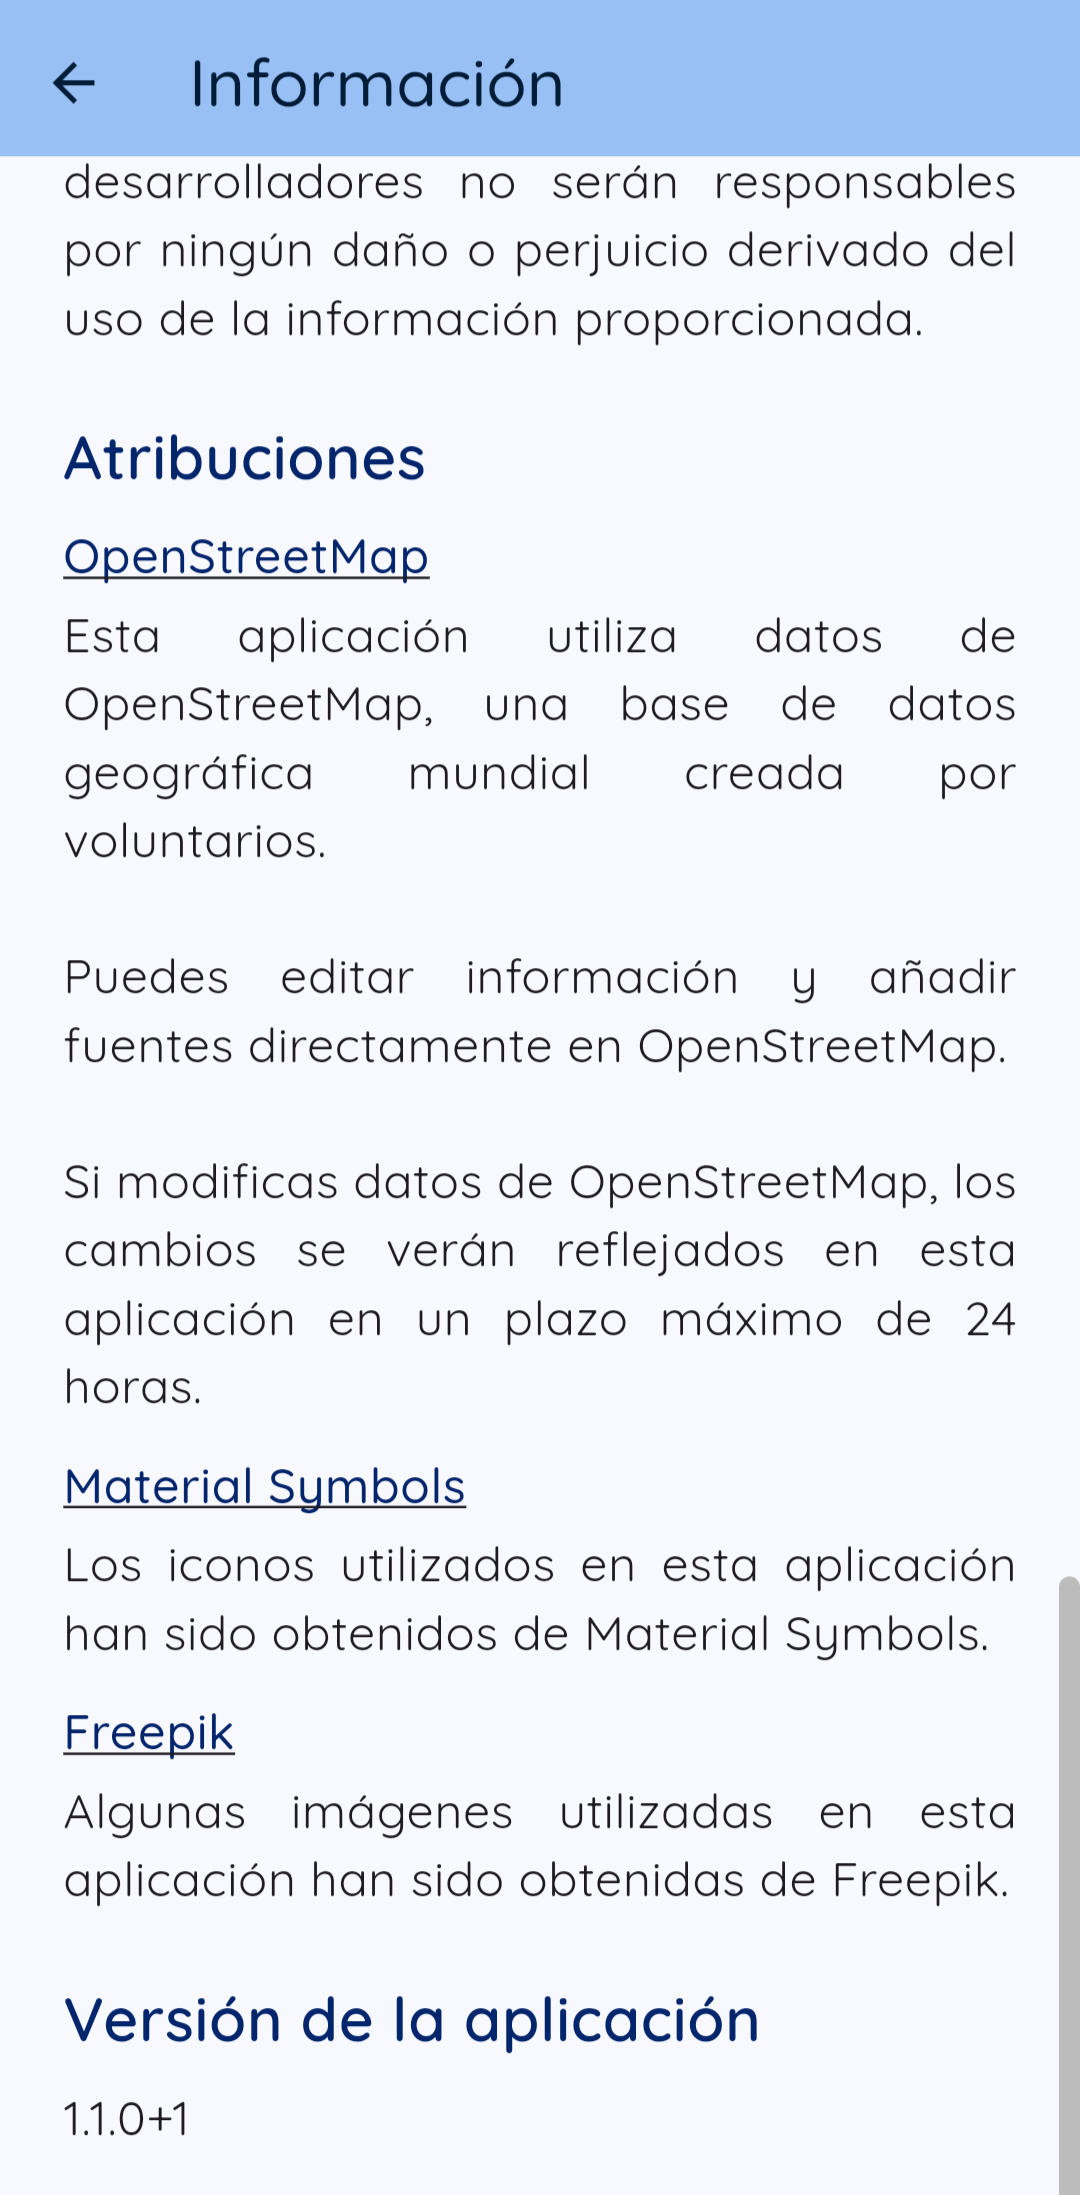 Información
desarrolladores no serán responsables
por ningún daño o perjuicio derivado del
uso de la información proporcionada.
Atribuciones
OpenStreetMap
Esta aplicación utiliza datos de
OpenStreetMap, una base de datos
geográfica mundial creada por
voluntarios.
Puedes editar información y añadir
fuentes directamente en OpenStreetMap.
Si modificas datos de OpenStreetMap, los
cambios se verán reflejados en esta
aplicación en un plazo máximo de 24
horas.
Material Symbols
Los iconos utilizados en esta aplicación
han sido obtenidos de Material Symbols.
Freepik
Algunas imágenes utilizadas en esta
aplicación han sido obtenidas de Freepik.
Versión de la aplicación
1.1.0+1